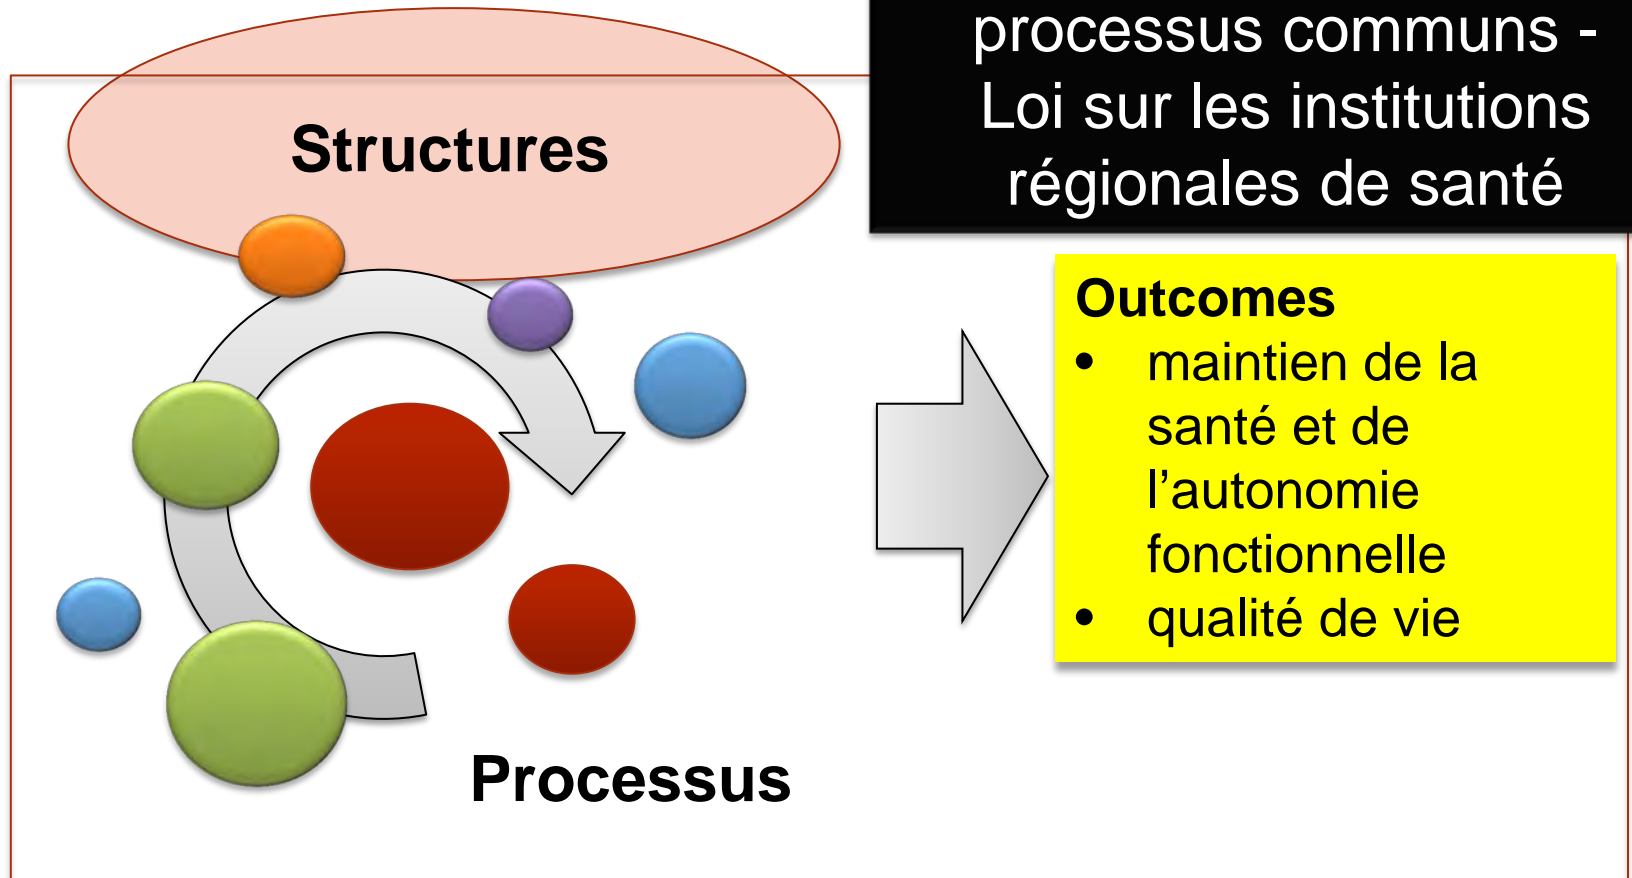 processus communs -
Loi sur les institutions
régionales de santé
Structures
Outcomes
• maintien de la
santé et de
l’autonomie
fonctionnelle
• qualité de vie
Processus